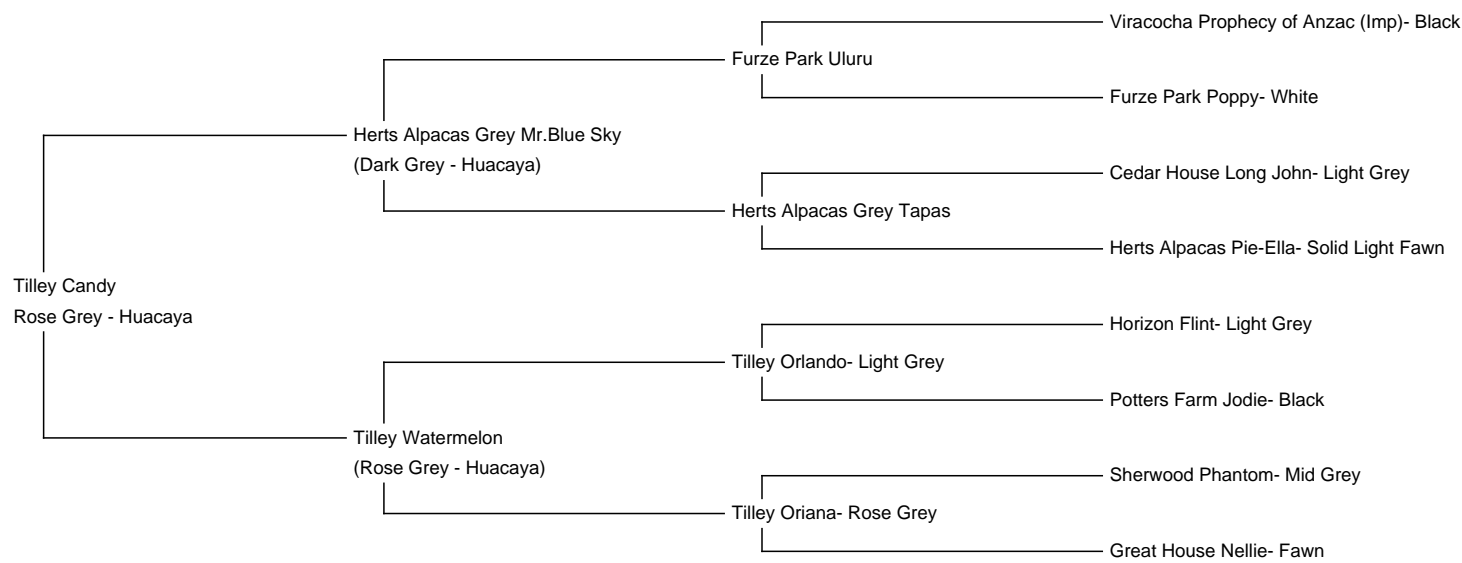 Viracocha Prophecy of Anzac (Imp)- Black
Furze Park Uluru
Furze Park Poppy- White
Herts Alpacas Grey Mr.Blue Sky
(Dark Grey - Huacaya)
Cedar House Long John- Light Grey
Herts Alpacas Grey Tapas
Herts Alpacas Pie-Ella- Solid Light Fawn
Tilley Candy
Rose Grey - Huacaya
Horizon Flint- Light Grey
Tilley Orlando- Light Grey
Potters Farm Jodie- Black
Tilley Watermelon
(Rose Grey - Huacaya)
Sherwood Phantom- Mid Grey
Tilley Oriana- Rose Grey
Great House Nellie- Fawn